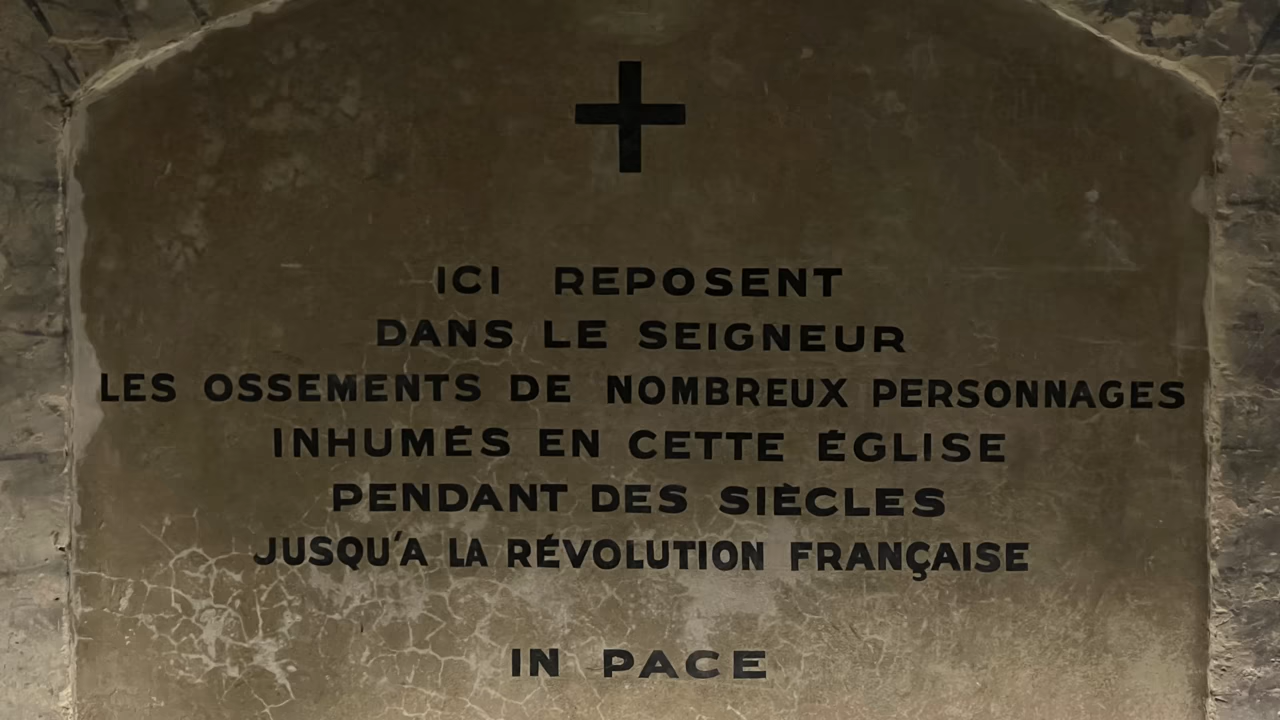 ICI REPOSENT
DANS LE SEIGNEUR
LES OSSEMENTS DE NOMBREUX PERSONNAGES
INHUMÉS EN CETTE ÉGLISE
PENDANT DES SIÈCLES
JUSQU'A LA RÉVOLUTION FRANÇAISE
IN PACE